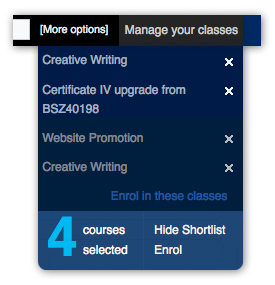 [More options] Manage your classes
Creative Writing ×
Certificate IV upgrade from ×
BSZ40198
Website Promotion ×
Creative Writing ×
Enrol in these classes
4 courses Hide Shortlist
selected Enrol